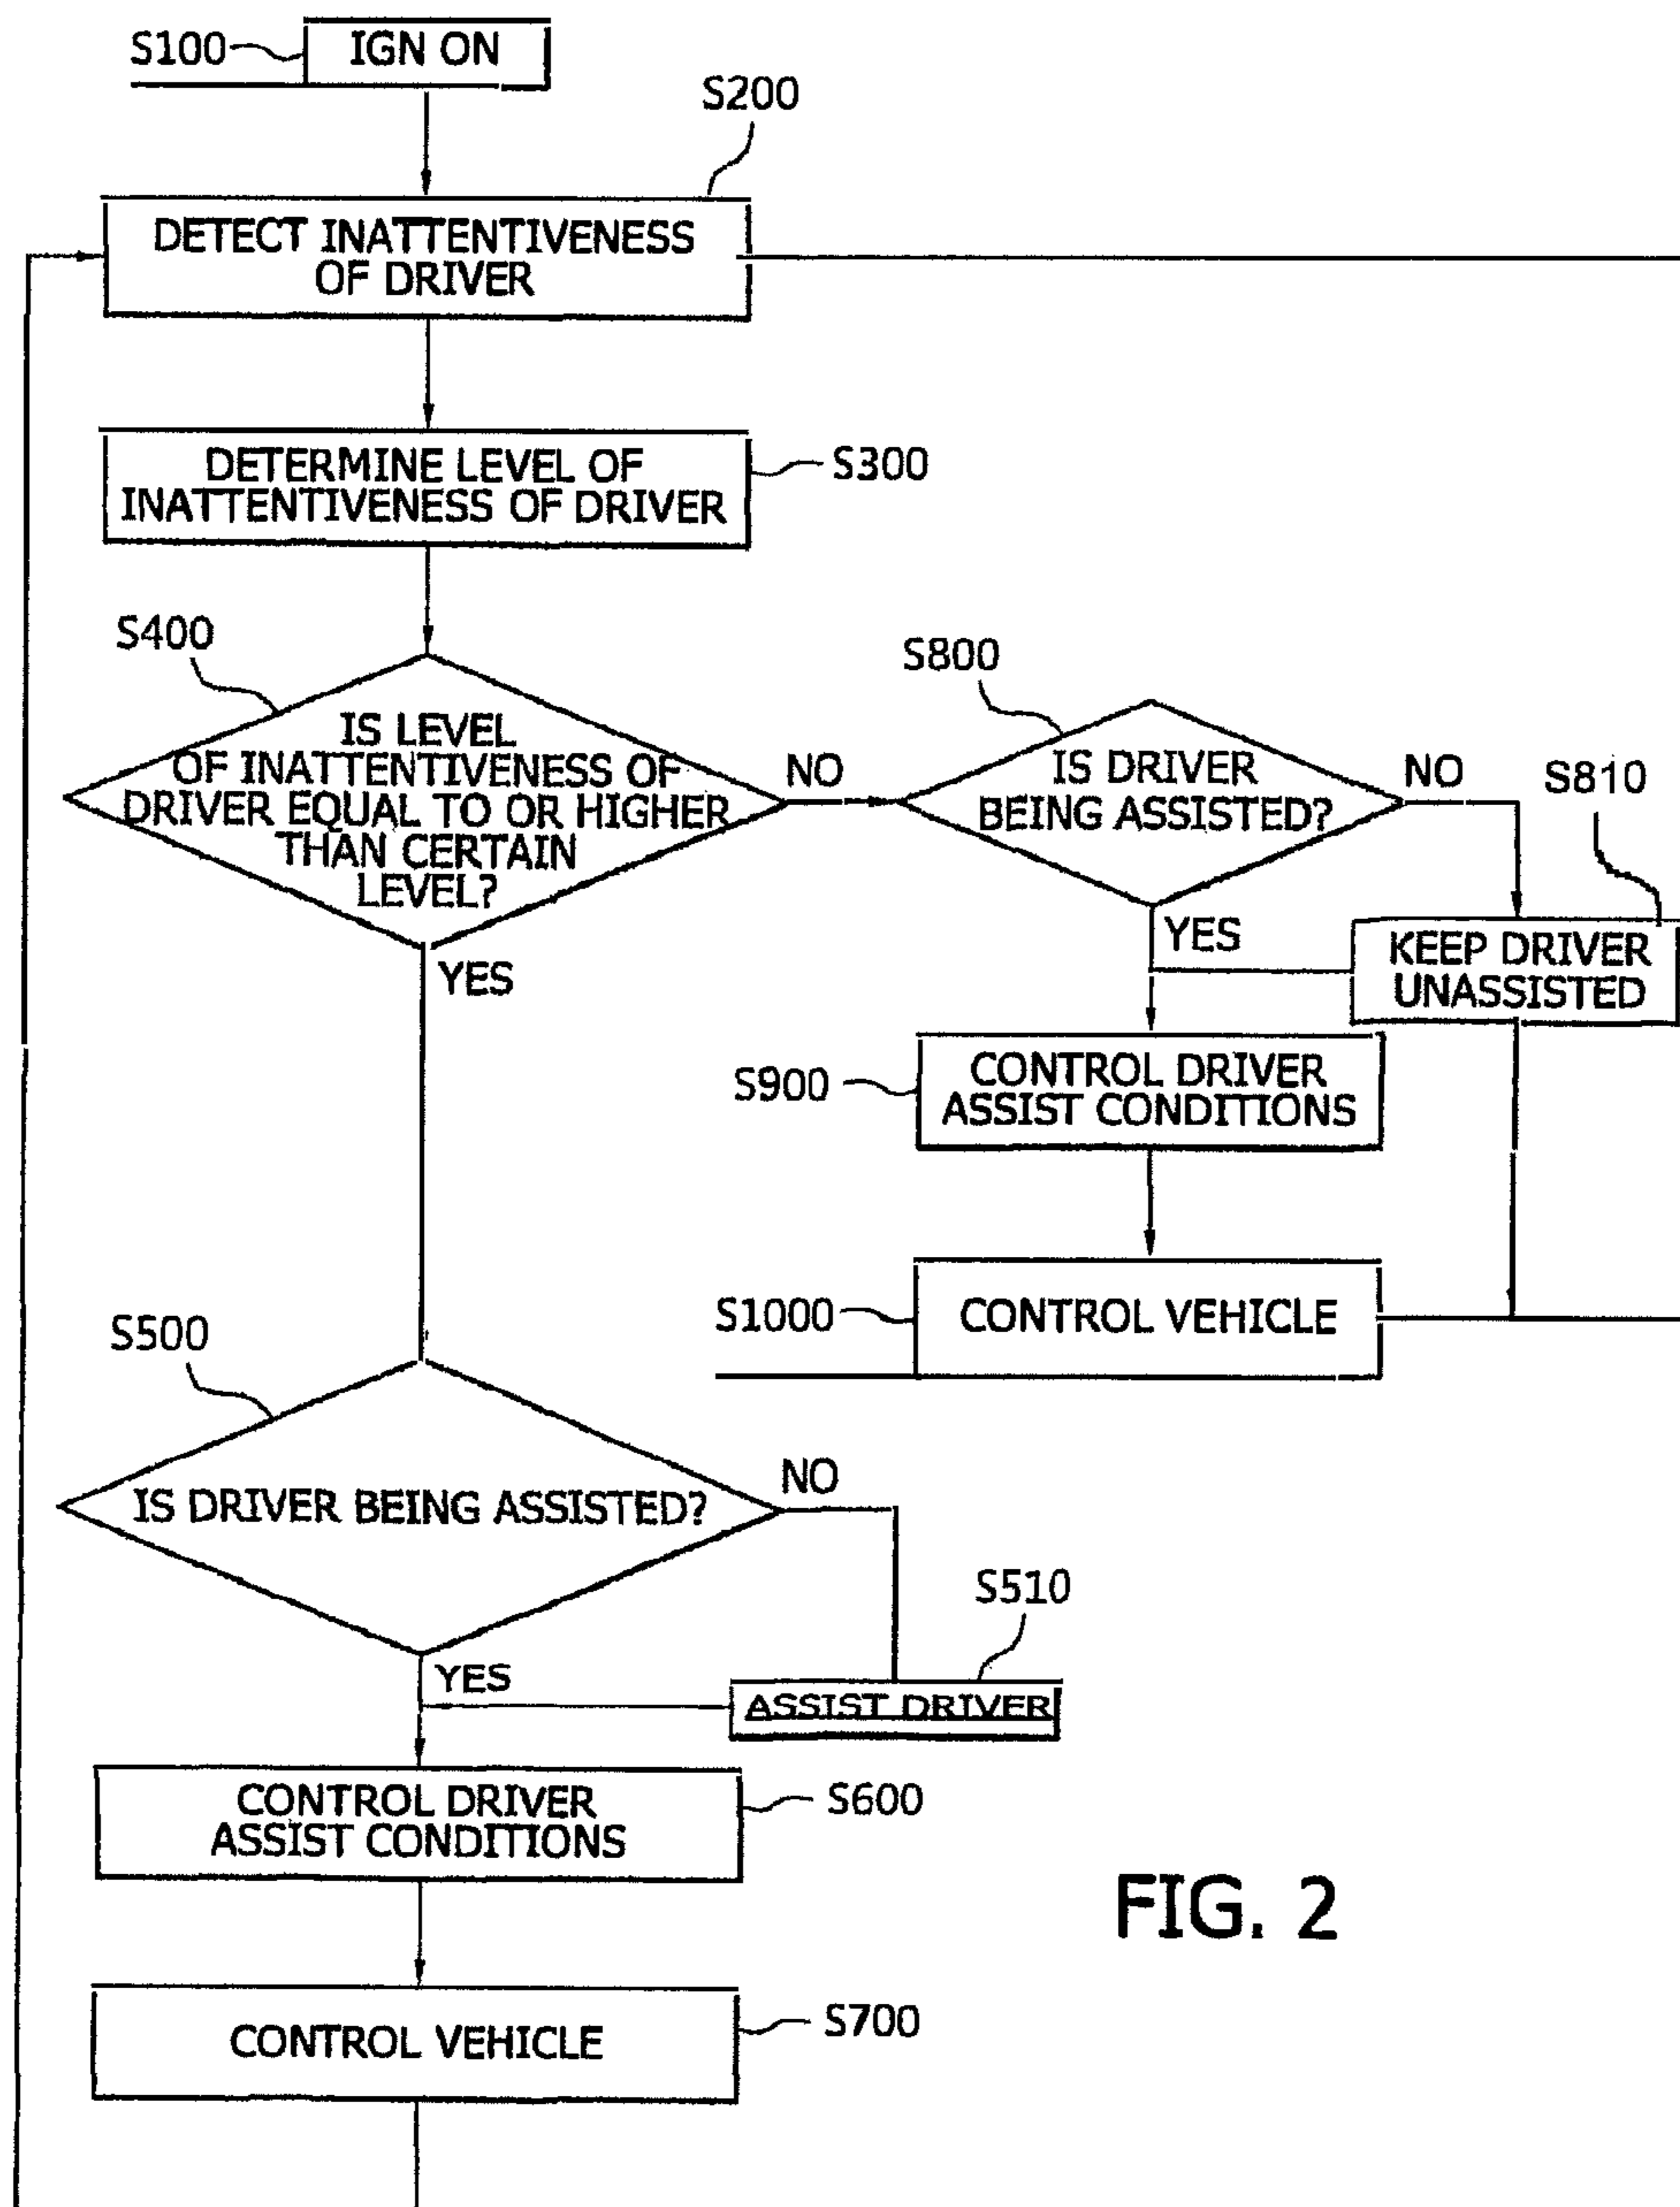 S100
IGN ON
S200
DETECT INATTENTIVENESS
OF DRIVER
DETERMINE LEVEL OF
INATTENTIVENESS OF DRIVER
S300
S400
IS LEVEL
OF INATTENTIVENESS OF
DRIVER EQUAL TO OR HIGHER
THAN CERTAIN
LEVEL?
NO
YES
S800
IS DRIVER
BEING ASSISTED?
NO
S810
YES
KEEP DRIVER
UNASSISTED
S900
CONTROL DRIVER
ASSIST CONDITIONS
S1000
CONTROL VEHICLE
S500
IS DRIVER BEING ASSISTED?
NO
S510
YES
ASSIST DRIVER
CONTROL DRIVER
ASSIST CONDITIONS
S600
CONTROL VEHICLE
S700
FIG. 2